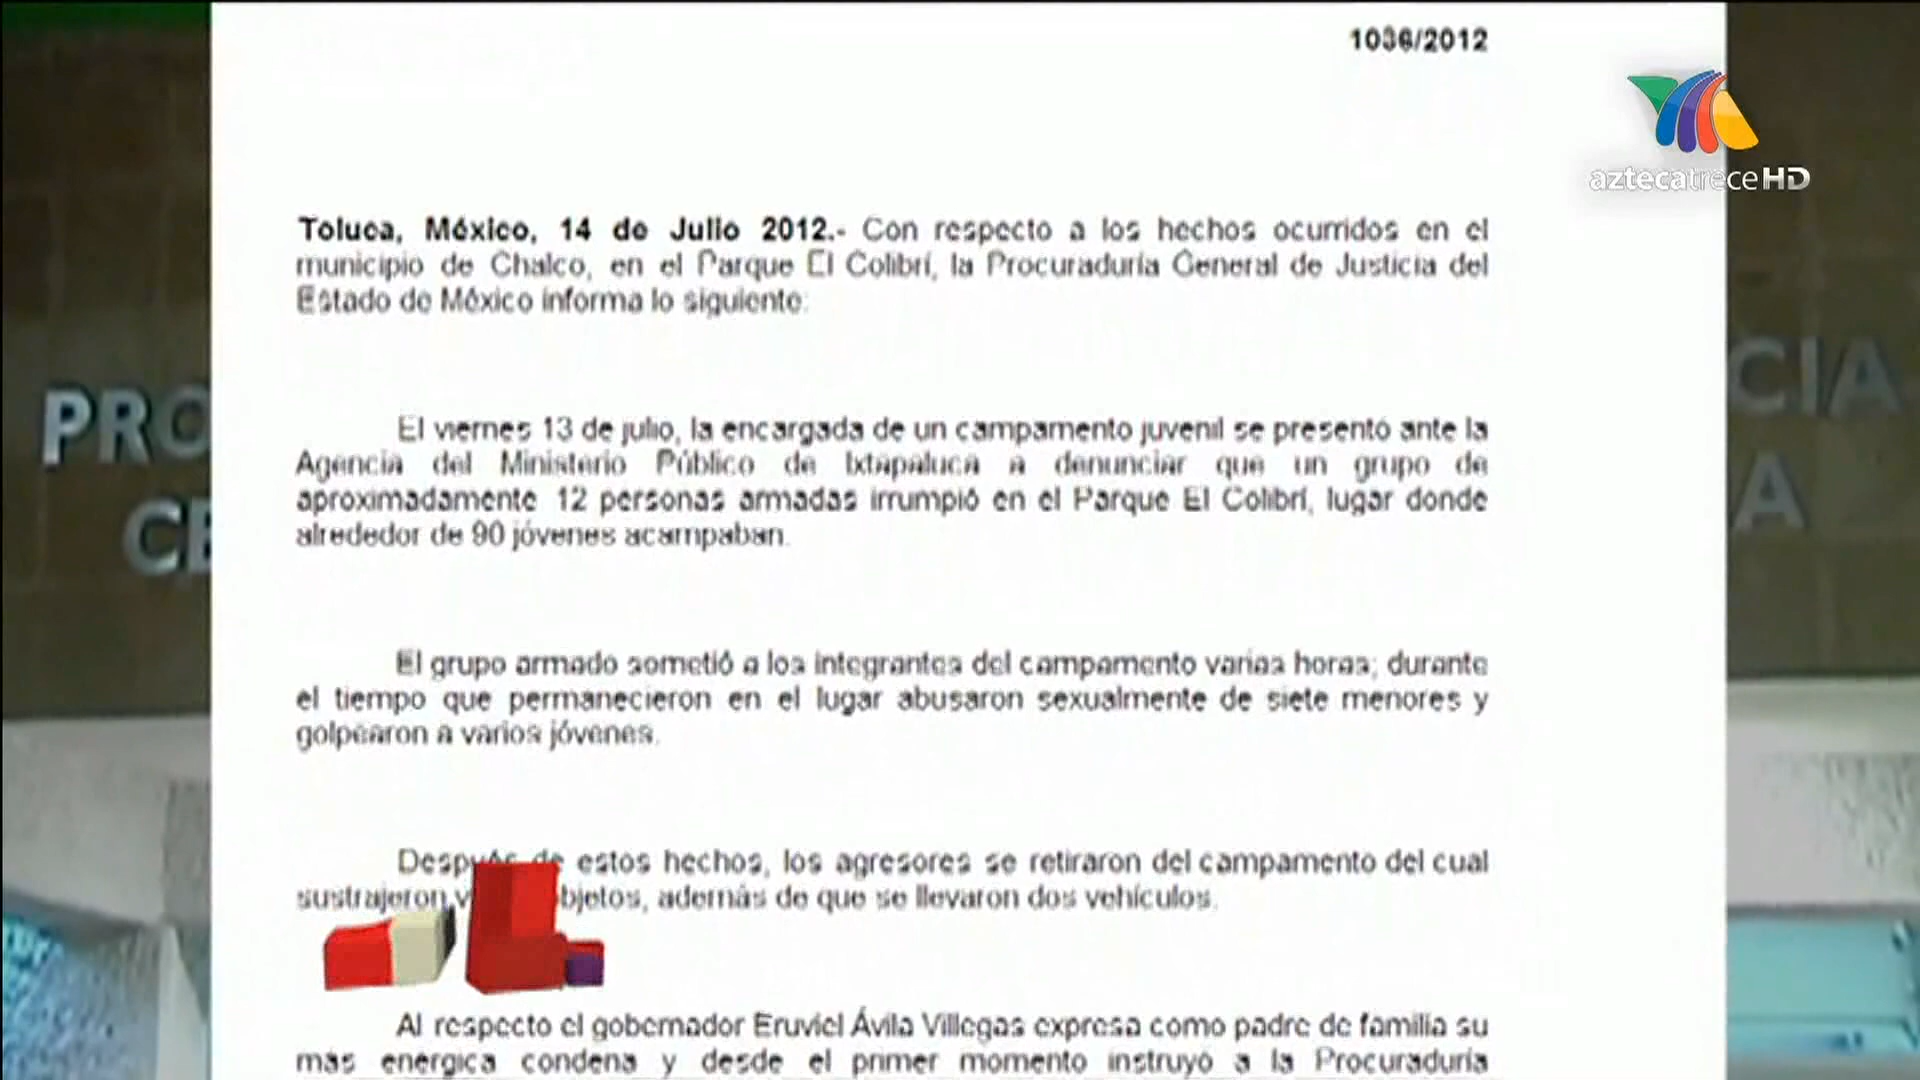 1036/2012
aztecatreceHD
Toluca, México, 14 de Julio 2012.- Con respecto a los hechos ocurridos en el
municipio de Chalco, en el Parque El Colibrí, la Procuraduría General de Justicia del
Estado de México informa lo siguiente:
PRO
CIA
El viernes 13 de julio, la encargada de un campamento juvenil se presentó ante la
Agencia del Ministerio Público de Ixtapaluca a denunciar que un grupo de
aproximadamente 12 personas armadas irrumpió en el Parque El Colibrí, lugar donde
alrededor de 90 jóvenes acampaban.
CE
A
El grupo armado sometió a los integrantes del campamento varias horas; durante
el tiempo que permanecieron en el lugar abusaron sexualmente de siete menores y
golpearon a varios jóvenes.
Después de estos hechos, los agresores se retiraron del campamento del cual
sustrajeron objetos, además de que se llevaron dos vehículos.
Al respecto el gobernador Eruviel Ávila Villegas expresa como padre de familia su
más enérgica condena y desde el primer momento instruyó a la Procuraduría